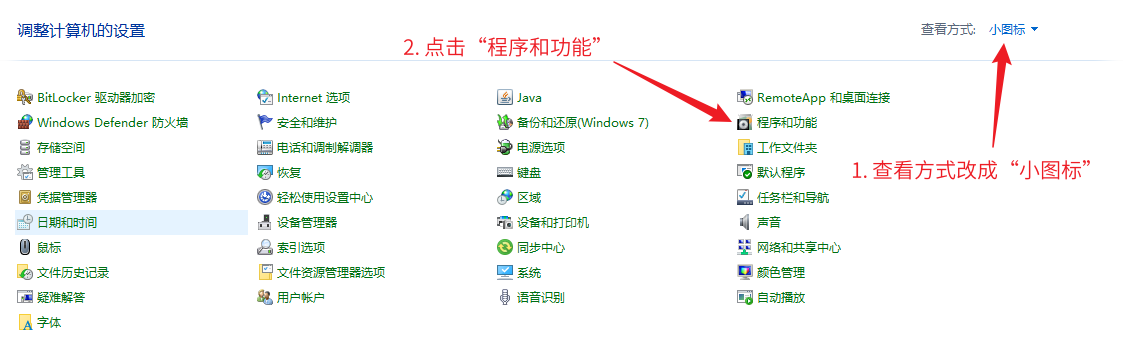 调整计算机的设置
查看方式: 小图标
2. 点击“程序和功能”
BitLocker 驱动器加密
Internet 选项
Java
RemoteApp 和桌面连接
Windows Defender 防火墙
安全和维护
备份和还原(Windows 7)
程序和功能
存储空间
电话和调制解调器
电源选项
工作文件夹
管理工具
恢复
键盘
默认程序
1. 查看方式改成“小图标”
凭据管理器
轻松使用设置中心
区域
任务栏和导航
日期和时间
设备管理器
设备和打印机
声音
鼠标
索引选项
同步中心
网络和共享中心
文件历史记录
文件资源管理器选项
系统
颜色管理
疑难解答
用户帐户
语音识别
自动播放
字体